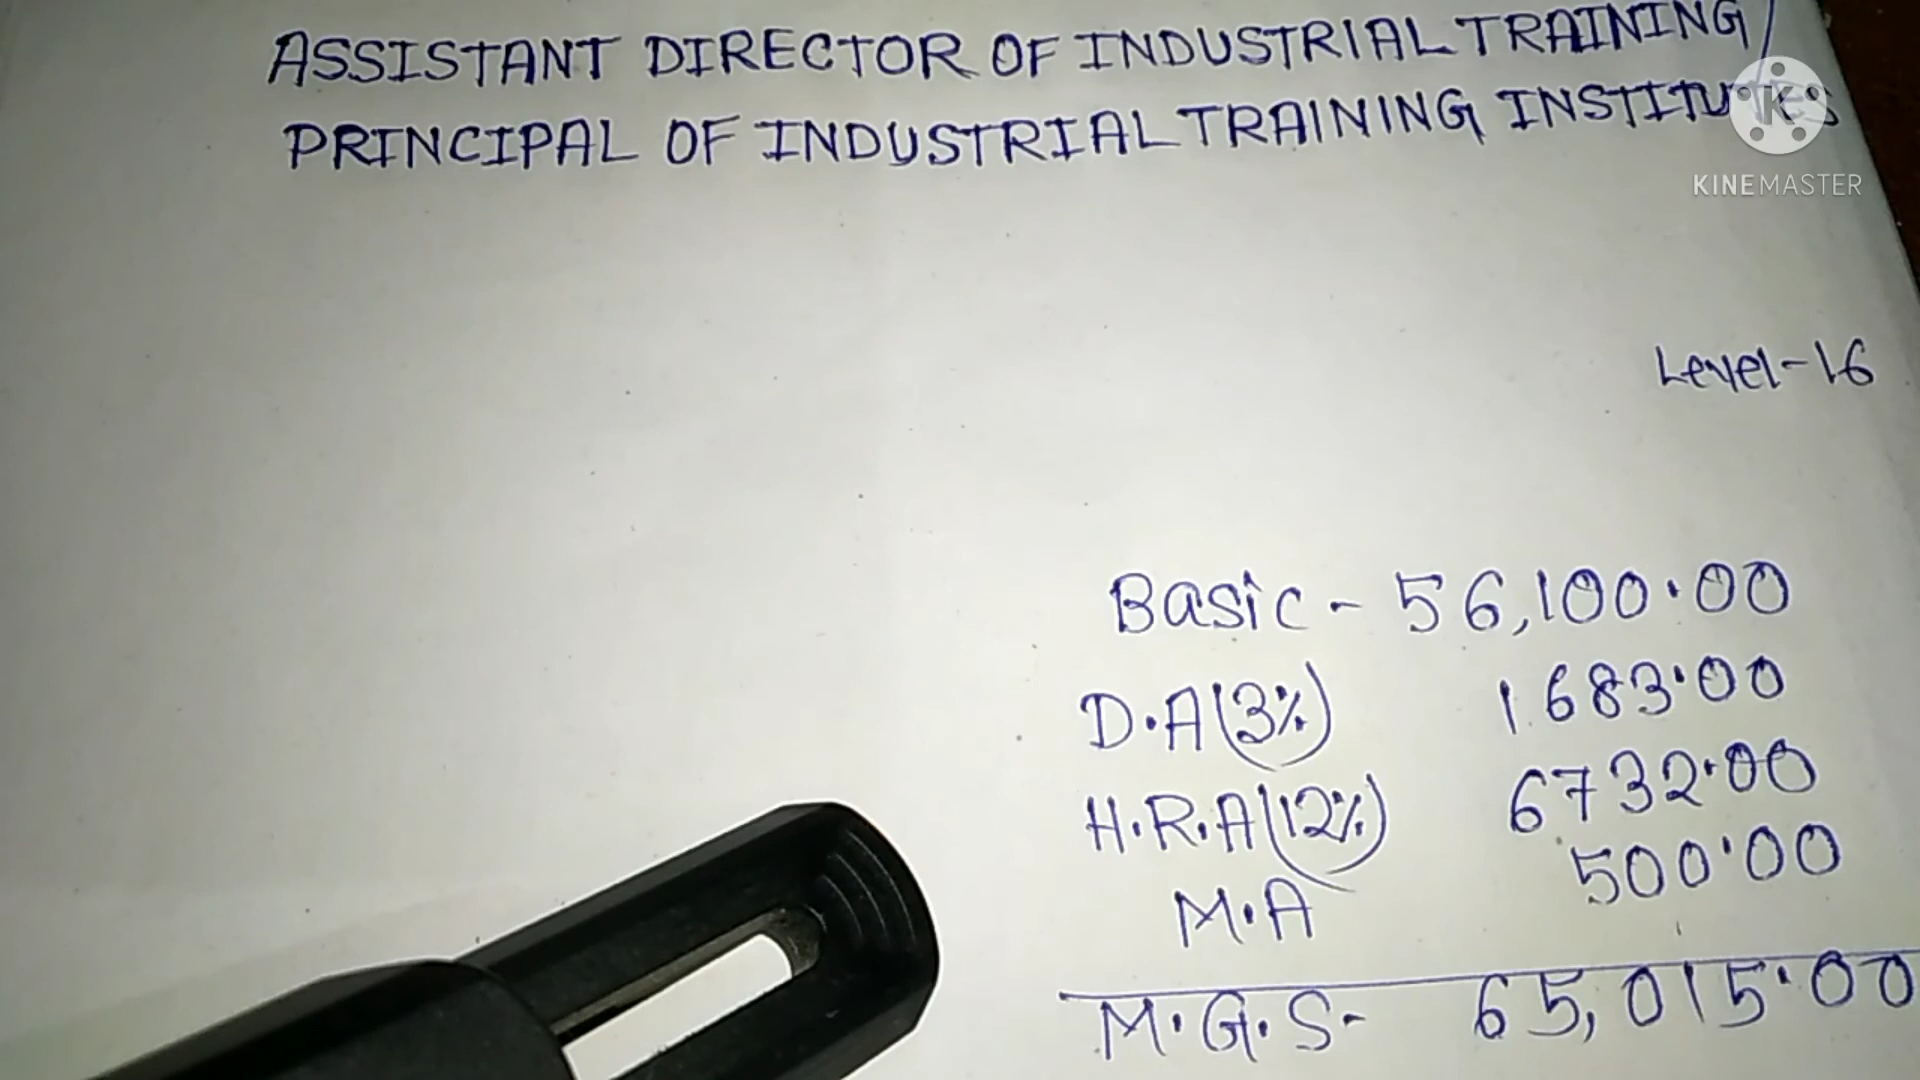 ASSISTANT DIRECTOR OF INDUSTRIAL TRAINING/
PRINCIPAL OF INDUSTRIAL TRAINING INSTITUTES
K
KINEMASTER
Level-16
Basic - 56,100.00
D.A(3%) 1683.00
H.R.A(12%) 6732.00
M.A 500.00
M.G.S- 65,015.00